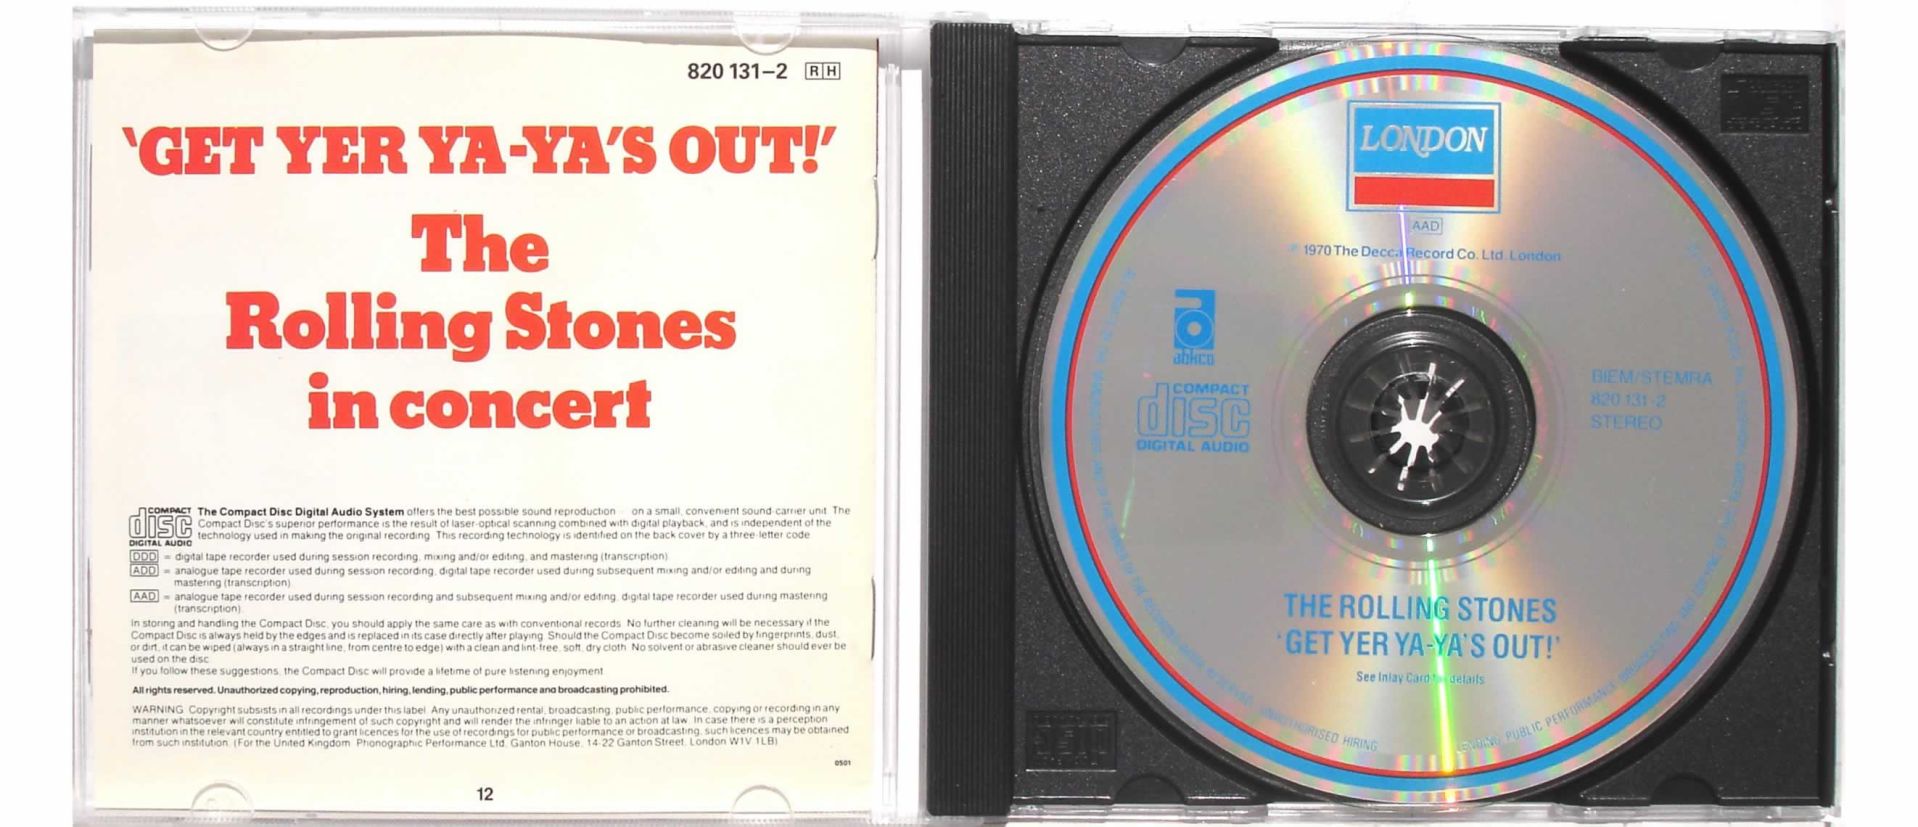 820 131–2 RH
‘GET YER YA-YA’S OUT!’
The
Rolling Stones
in concert
COMPACT
disc
DIGITAL AUDIO
The Compact Disc Digital Audio System offers the best possible sound reproduction – on a small, convenient sound-carrier unit. The
Compact Disc's superior performance is the result of laser-optical scanning combined with digital playback, and is independent of the
technology used in making the original recording. This recording technology is identified on the back cover by a three-letter code
DDD = digital tape recorder used during session recording, mixing and/or editing, and mastering (transcription).
ADD = analogue tape recorder used during session recording, digital tape recorder used during subsequent mixing and/or editing and during
mastering (transcription).
AAD = analogue tape recorder used during session recording and subsequent mixing and/or editing, digital tape recorder used during mastering
(transcription).
In storing and handling the Compact Disc, you should apply the same care as with conventional records. No further cleaning will be necessary if the
Compact Disc is always held by the edges and is replaced in its case directly after playing. Should the Compact Disc become soiled by fingerprints, dust,
or dirt, it can be wiped (always in a straight line, from centre to edge) with a clean and lint-free, soft, dry cloth. No solvent or abrasive cleaner should ever be
used on the disc.
If you follow these suggestions, the Compact Disc will provide a lifetime of pure listening enjoyment.
All rights reserved. Unauthorized copying, reproduction, hiring, lending, public performance and broadcasting prohibited.
WARNING. Copyright subsists in all recordings under this label. Any unauthorized rental, broadcasting, public performance, copying or recording in any
manner whatsoever will constitute infringement of such copyright and will render the infringer liable to an action at law. In case there is a perception
institution in the relevant country entitled to grant licences for the use of recordings for public performance or broadcasting, such licences may be obtained
from such institution. (For the United Kingdom. Phonographic Performance Ltd, Ganton House, 14-22 Ganton Street, London W1V 1LB)
0501
12
LONDON
AAD
℗ 1970 The Decca Record Co. Ltd. London
abkco
COMPACT
disc
DIGITAL AUDIO
BIEM/STEMRA
820 131-2
STEREO
THE ROLLING STONES
‘GET YER YA-YA’S OUT!’
See Inlay Card for details
UNAUTHORISED HIRING
LENDING, PUBLIC PERFORMANCE